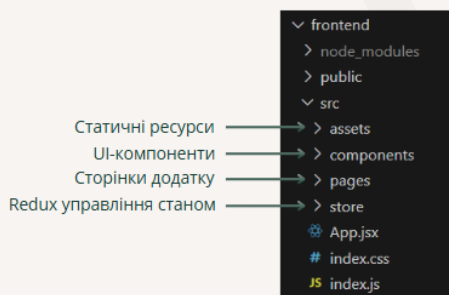 frontend
node_modules
public
src
Статичні ресурси
assets
UI-компоненти
components
Сторінки додатку
pages
Redux управління станом
store
App.jsx
# index.css
JS index.js